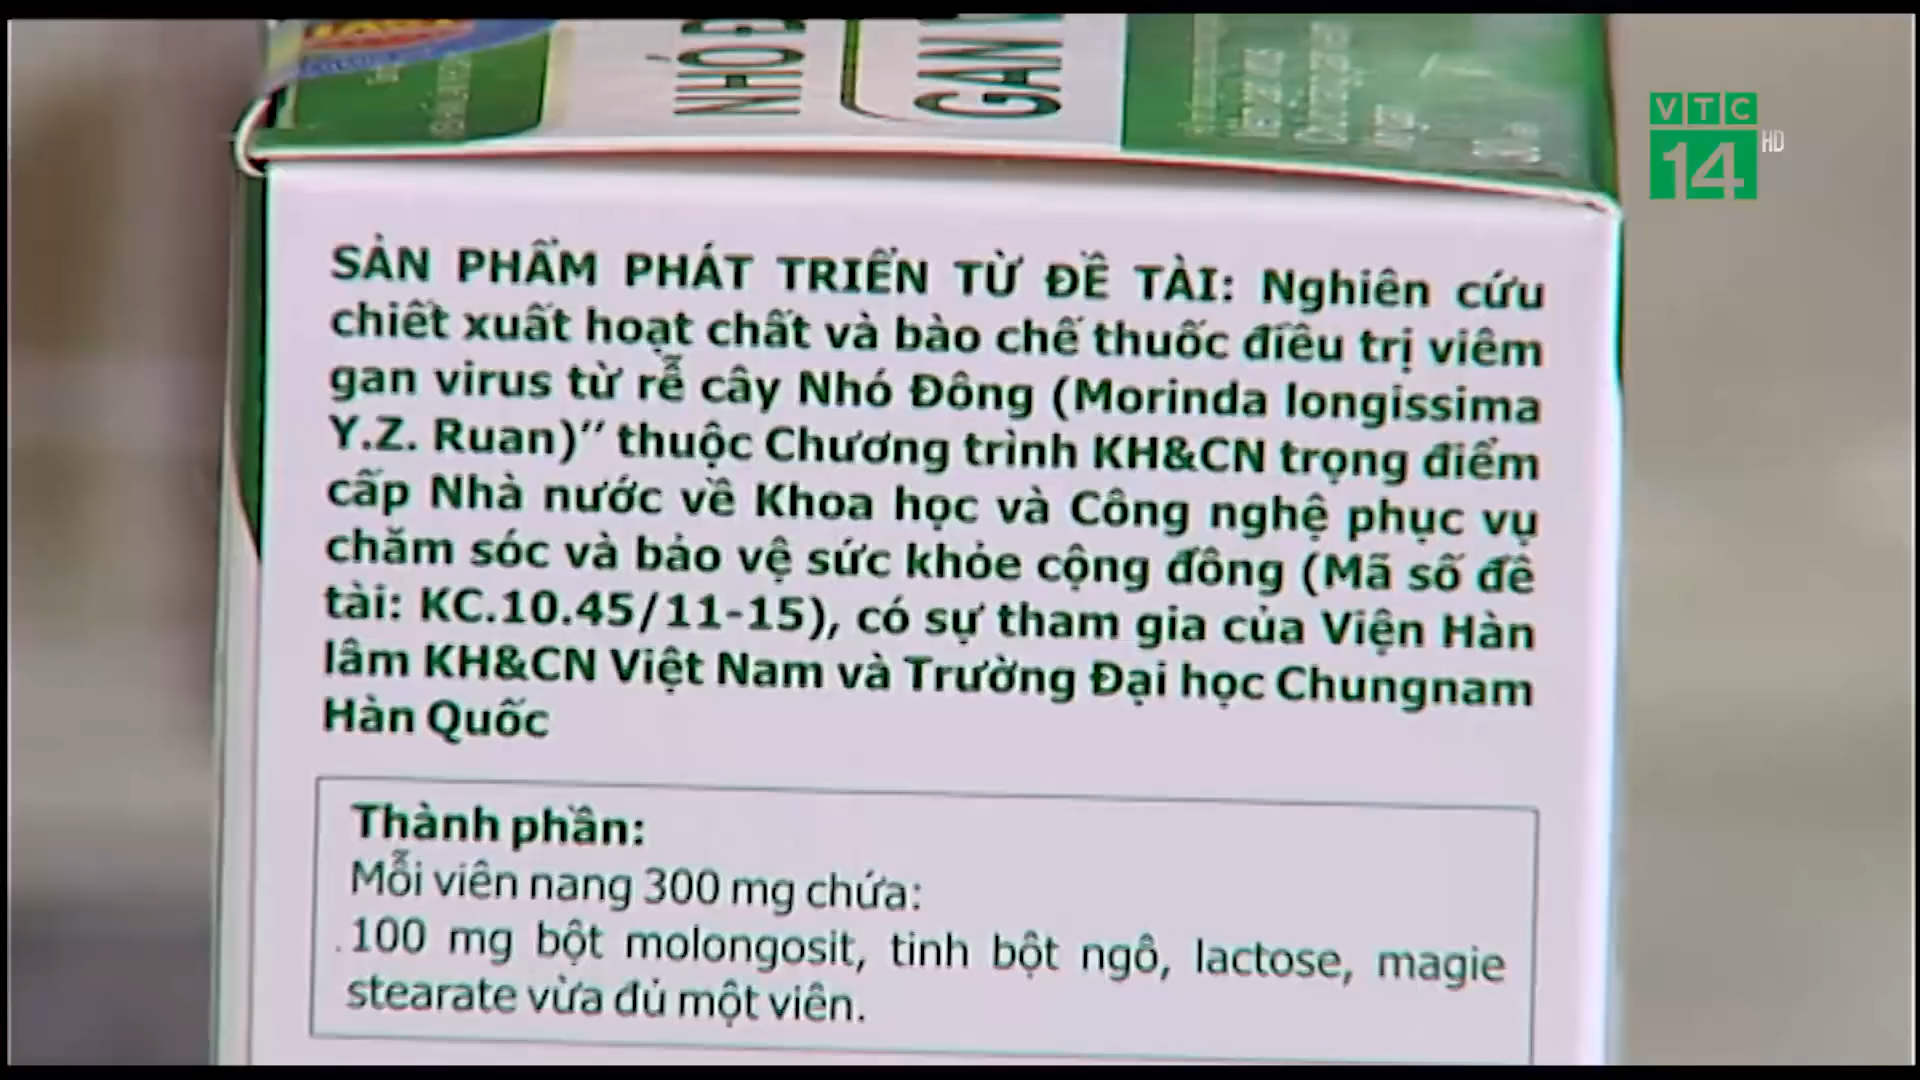 NHÓ Đ
GAN
VTC
14 HD
SẢN PHẨM PHÁT TRIỂN TỪ ĐỀ TÀI: Nghiên cứu
chiết xuất hoạt chất và bào chế thuốc điều trị viêm
gan virus từ rễ cây Nhó Đông (Morinda longissima
Y.Z. Ruan)” thuộc Chương trình KH&CN trọng điểm
cấp Nhà nước về Khoa học và Công nghệ phục vụ
chăm sóc và bảo vệ sức khỏe cộng đồng (Mã số đề
tài: KC.10.45/11-15), có sự tham gia của Viện Hàn
lâm KH&CN Việt Nam và Trường Đại học Chungnam
Hàn Quốc
Thành phần:
Mỗi viên nang 300 mg chứa:
100 mg bột molongosit, tinh bột ngô, lactose, magie
stearate vừa đủ một viên.